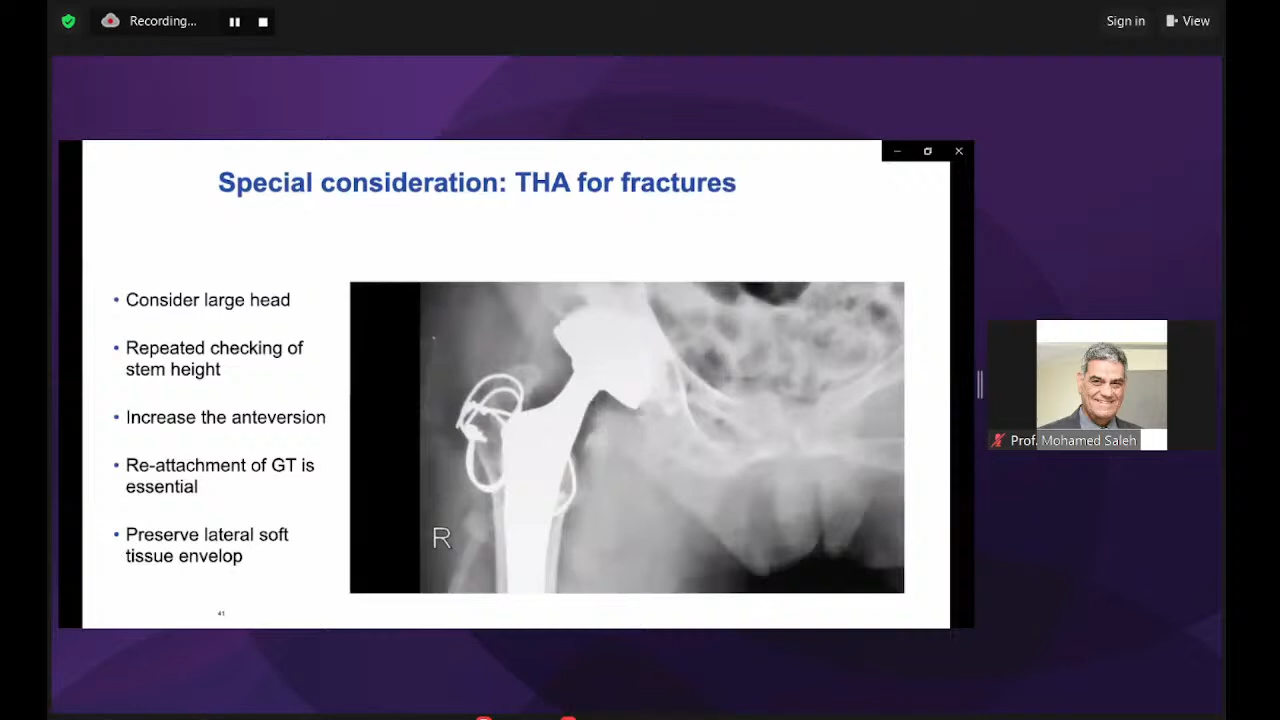 Recording...
Sign in
View
Special consideration: THA for fractures
• Consider large head
• Repeated checking of
stem height
• Increase the anteversion
• Re-attachment of GT is
essential
• Preserve lateral soft
tissue envelop
R
41
Prof. Mohamed Saleh